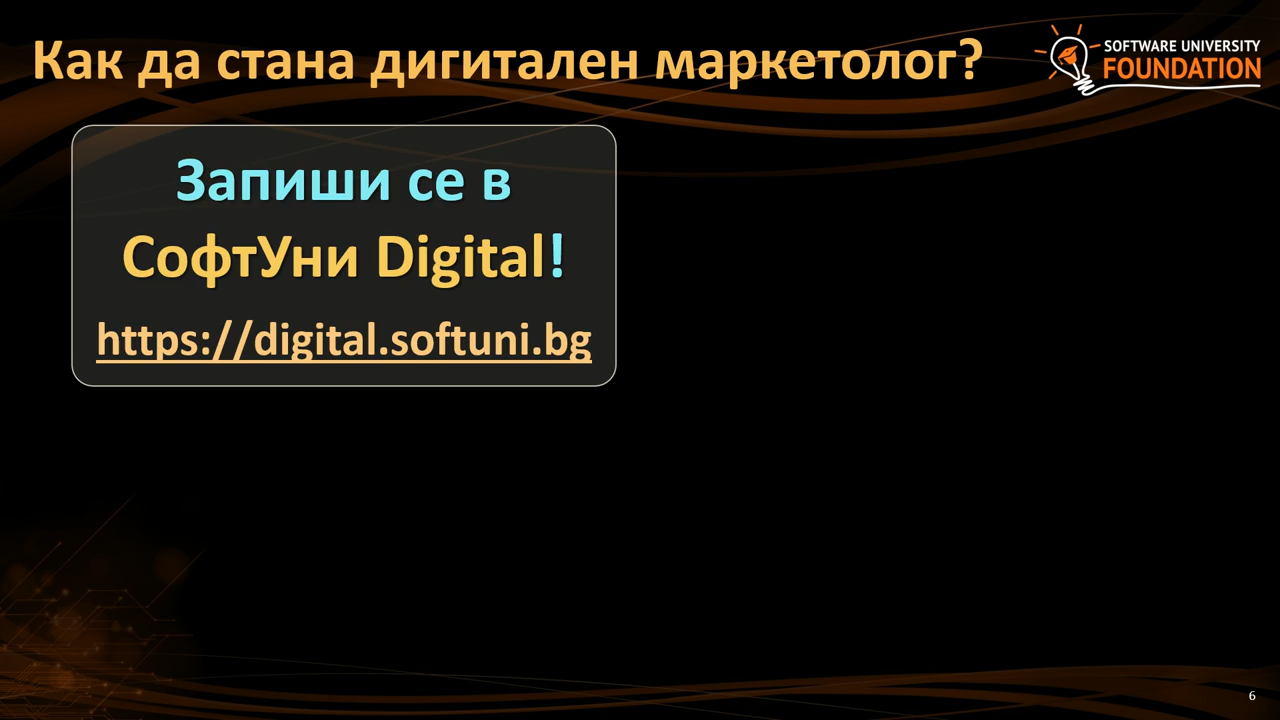 Как да стана дигитален маркетолог?
SOFTWARE UNIVERSITY
FOUNDATION
Запиши се в
СофтУни Digital!
https://digital.softuni.bg
6